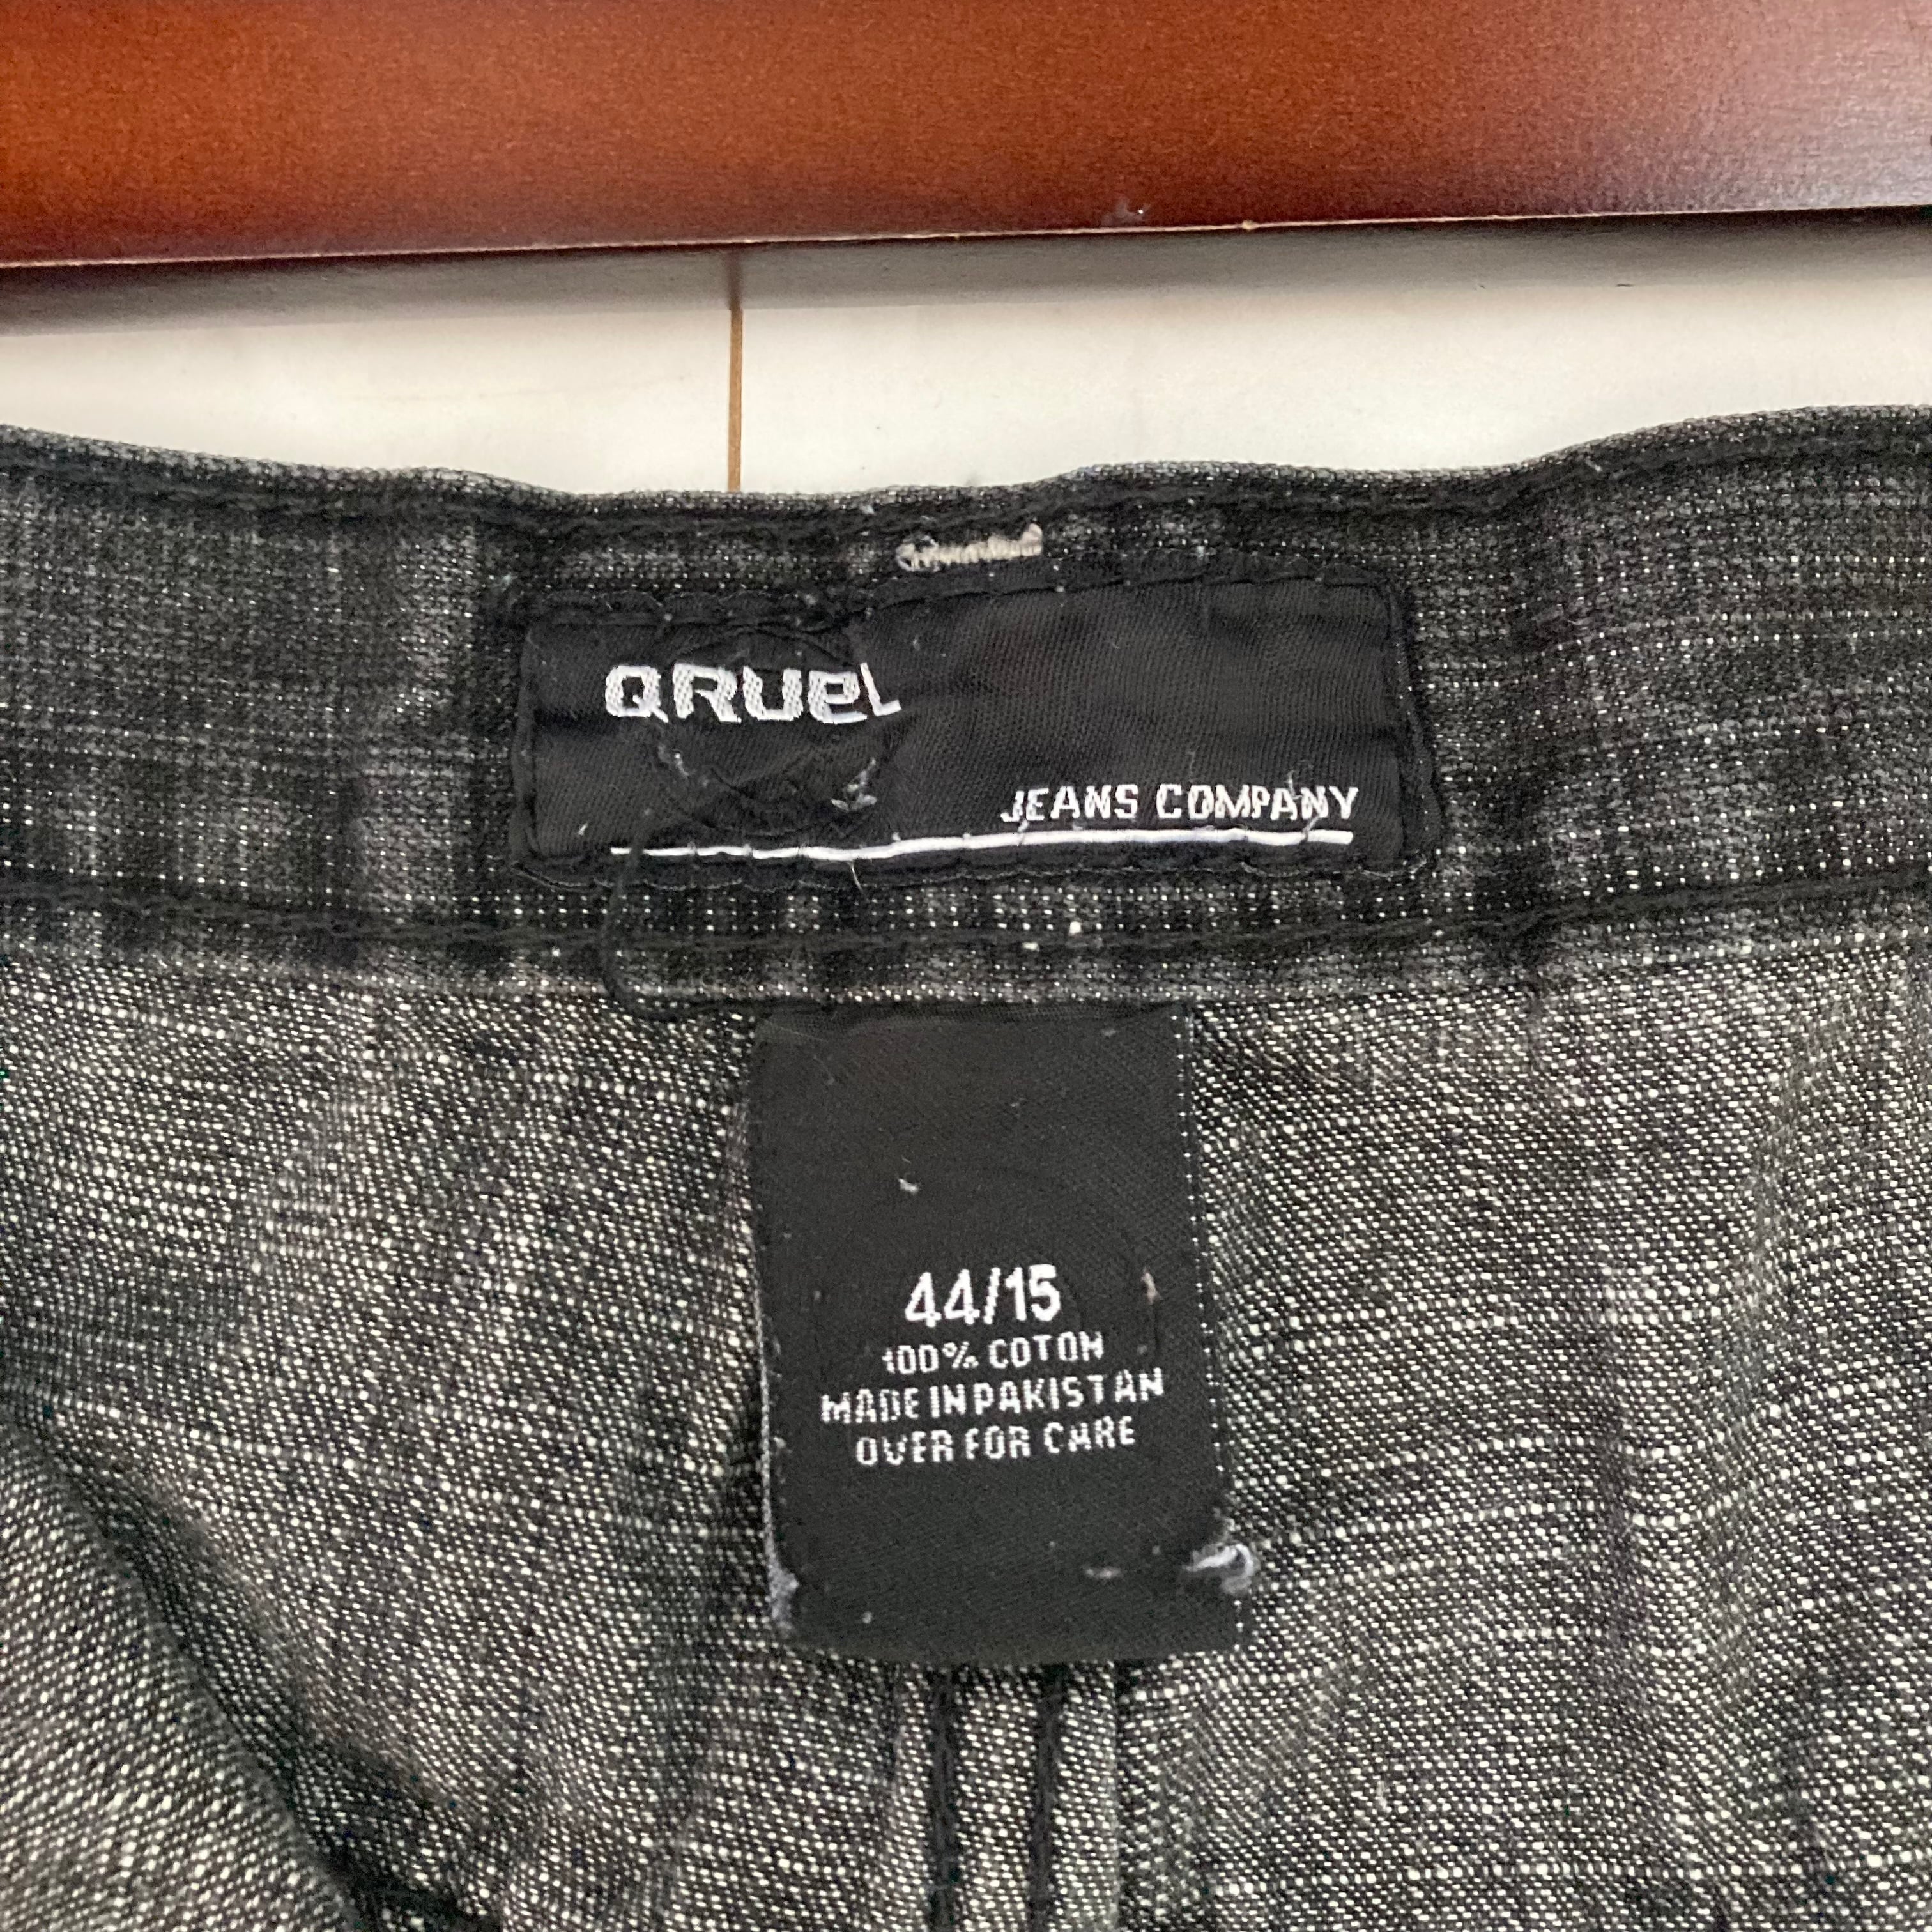 QRUEL
JEANS COMPANY
44/15
100% COTON
MADE IN PAKISTAN
OVER FOR CARE